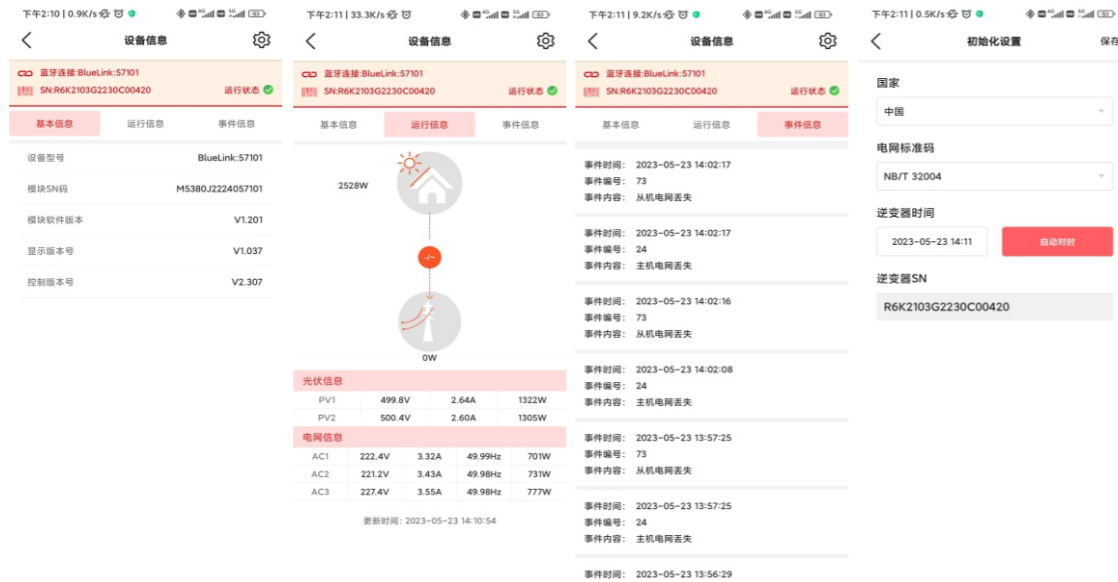 下午2:10 | 0.9K/s
设备信息
蓝牙连接:BlueLink:57101
SN:R6K2103G2230C00420 运行状态
基本信息 运行信息 事件信息
设备型号 BlueLink:57101
模块SN码 M5380J2224057101
模块软件版本 V1.201
显示版本号 V1.037
控制版本号 V2.307
下午2:11 | 33.3K/s
设备信息
蓝牙连接:BlueLink:57101
SN:R6K2103G2230C00420 运行状态
基本信息 运行信息 事件信息
2528W
0W
光伏信息
PV1 499.8V 2.64A 1322W
PV2 500.4V 2.60A 1305W
电网信息
AC1 222.4V 3.32A 49.99Hz 701W
AC2 221.2V 3.43A 49.98Hz 731W
AC3 227.4V 3.55A 49.98Hz 777W
更新时间: 2023-05-23 14:10:54
下午2:11 | 9.2K/s
设备信息
蓝牙连接:BlueLink:57101
SN:R6K2103G2230C00420 运行状态
基本信息 运行信息 事件信息
事件时间: 2023-05-23 14:02:17
事件编号: 73
事件内容: 从机电网丢失
事件时间: 2023-05-23 14:02:17
事件编号: 24
事件内容: 主机电网丢失
事件时间: 2023-05-23 14:02:16
事件编号: 73
事件内容: 从机电网丢失
事件时间: 2023-05-23 14:02:08
事件编号: 24
事件内容: 主机电网丢失
事件时间: 2023-05-23 13:57:25
事件编号: 73
事件内容: 从机电网丢失
事件时间: 2023-05-23 13:57:25
事件编号: 24
事件内容: 主机电网丢失
事件时间: 2023-05-23 13:56:29
下午2:11 | 0.5K/s
初始化设置 保存
国家
中国
电网标准码
NB/T 32004
逆变器时间
2023-05-23 14:11 自动对时
逆变器SN
R6K2103G2230C00420